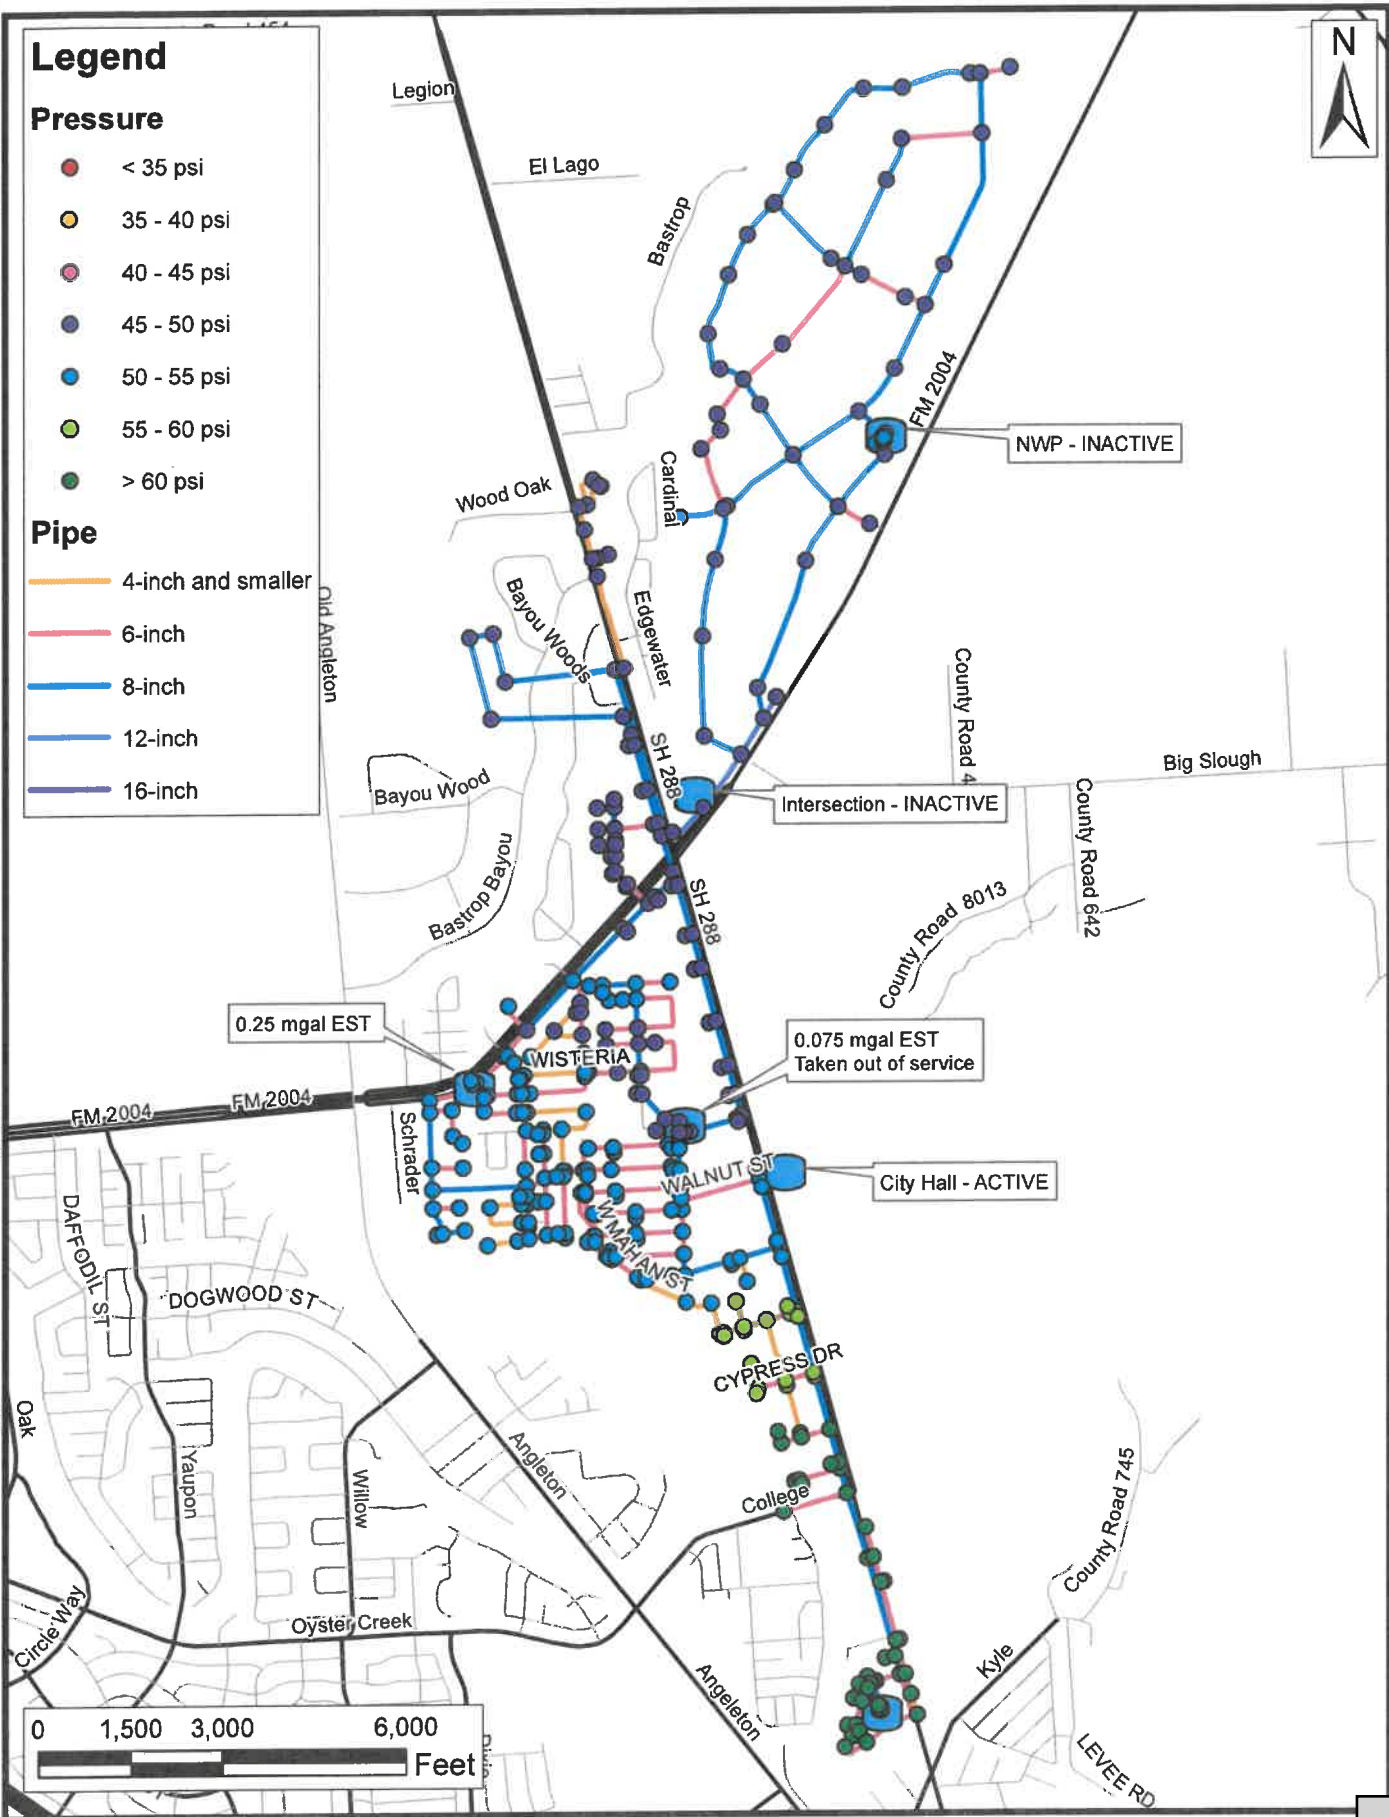 Legend
Pressure
< 35 psi
35 - 40 psi
40 - 45 psi
45 - 50 psi
50 - 55 psi
55 - 60 psi
> 60 psi
Pipe
4-inch and smaller
6-inch
8-inch
12-inch
16-inch
N
Legion
El Lago
Bastrop
FM 2004
NWP - INACTIVE
Wood Oak
Cardinal
Old Angleton
Bayou Woods
Edgewater
SH 288
County Road 4
Big Slough
Bayou Wood
Intersection - INACTIVE
County Road 642
Bastrop Bayou
SH 288
County Road 8013
0.25 mgal EST
0.075 mgal EST
Taken out of service
WISTERIA
FM 2004
FM 2004
Schrader
WALNUT ST
City Hall - ACTIVE
DAFFODIL ST
W MAHAN ST
DOGWOOD ST
CYPRESS DR
Oak
Yaupon
Willow
Angleton
College
County Road 745
Circle Way
Oyster Creek
Kyle
Angeleton
LEVEE RD
0 1,500 3,000 6,000
Feet